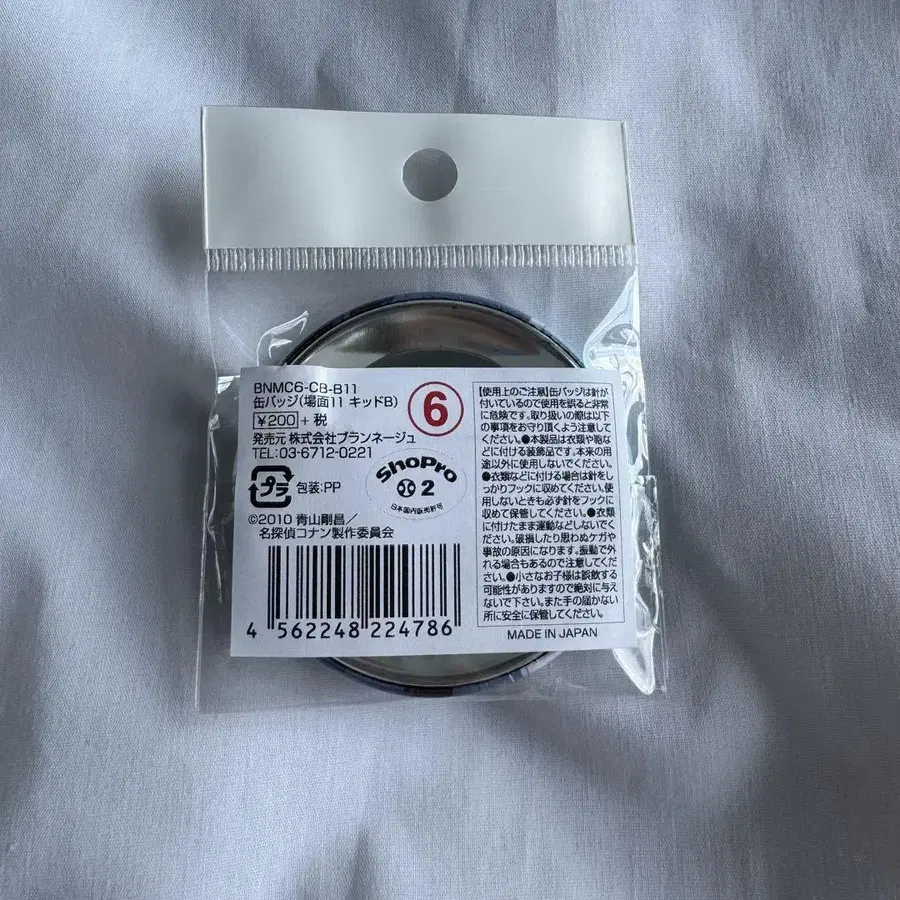 BNMC6-CB-B11
缶バッジ(場面11 キッドB)
¥200+税
発売元 株式会社プランネージュ
TEL:03-6712-0221
6
プラ 包装:PP
ShoPro
2
日本国内販売許可
©2010 青山剛昌／
名探偵コナン製作委員会
4 562248 224786
【使用上のご注意】缶バッジは針が
付いているので使用を誤ると非常
に危険です。取り扱いの際は以下
の事項をお守り頂くよう注意して
ください。●本製品は衣類や鞄な
どに付ける装飾品です。本来の用
途以外に使用しないでください。
●衣類などに付ける場合は針をし
っかりフックに収めてください。使
用しないときも必ず針をフックに
収めて保管してください。●衣類
に付けたまま運動などしないでく
ださい。破損したり思わぬケガや
事故の原因になります。振動で外
れる場合もあるので注意してくだ
さい。●小さなお子様は誤飲する
可能性がありますので絶対に与え
ないで下さい。また手の届かない
所に安全に保管してください。
MADE IN JAPAN